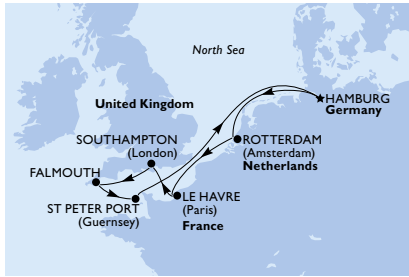 North Sea
United Kingdom
HAMBURG
Germany
SOUTHAMPTON
(London)
ROTTERDAM
(Amsterdam)
Netherlands
FALMOUTH
ST PETER PORT
(Guernsey)
LE HAVRE
(Paris)
France